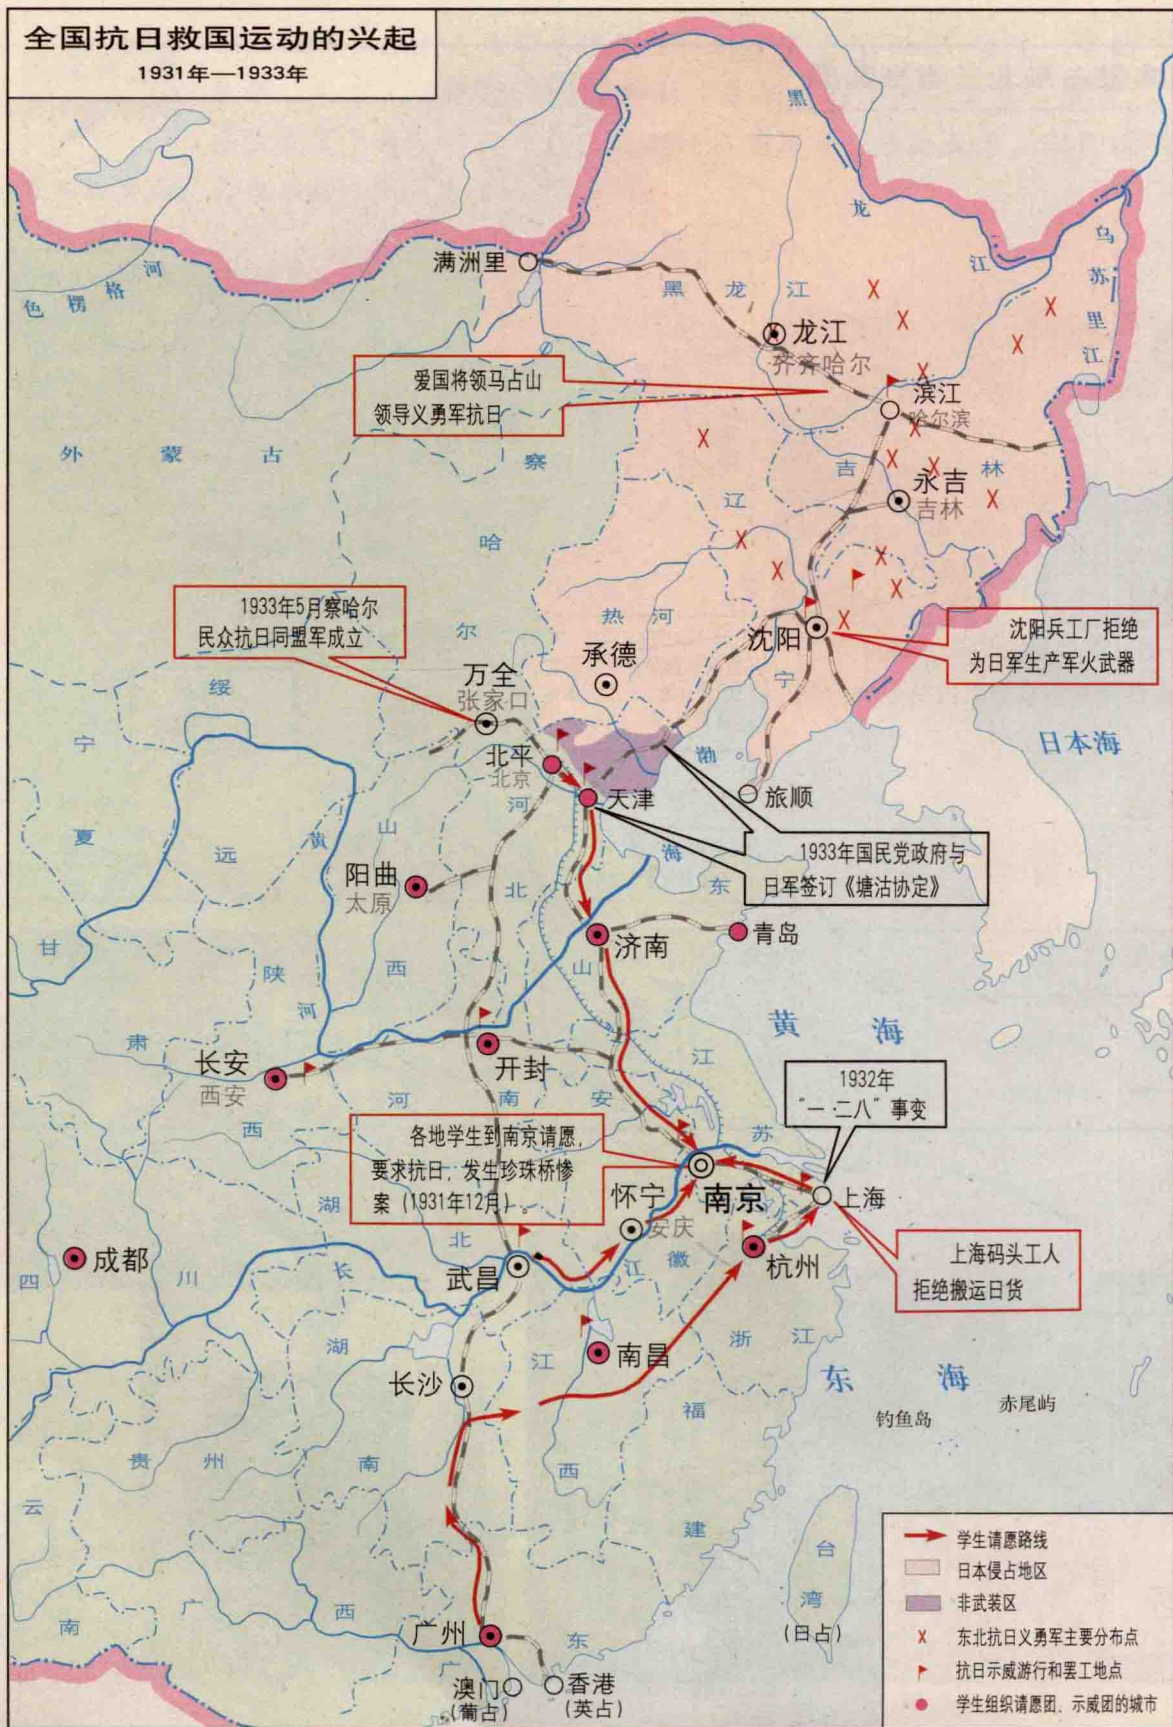 全国抗日救国运动的兴起
1931年—1933年
黑
龙
江
乌
苏
里
江
色楞格河
满洲里
黑龙江
龙江
齐齐哈尔
爱国将领马占山
领导义勇军抗日
滨江
哈尔滨
外蒙古
察
哈
尔
吉林
永吉
吉林
辽
宁
热河
1933年5月察哈尔
民众抗日同盟军成立
沈阳
沈阳兵工厂拒绝
为日军生产军火武器
承德
万全
张家口
绥
远
宁
夏
北平
北京
天津
旅顺
渤
海
日本海
河
北
山
西
黄
河
1933年国民党政府与
日军签订《塘沽协定》
阳曲
太原
山
东
济南
青岛
甘
肃
陕
西
长安
西安
开封
河南
黄海
江
苏
安
徽
1932年
“一·二八”事变
各地学生到南京请愿,
要求抗日,发生珍珠桥惨
案(1931年12月)。
南京
怀宁
安庆
上海
上海码头工人
拒绝搬运日货
杭州
湖
北
武昌
长
江
成都
四川
南昌
江
西
浙江
湖
南
长沙
东海
钓鱼岛
赤尾屿
福
建
贵州
云
南
广
西
广州
广
东
台
湾
(日占)
澳门
(葡占)
香港
(英占)
学生请愿路线
日本侵占地区
非武装区
东北抗日义勇军主要分布点
抗日示威游行和罢工地点
学生组织请愿团、示威团的城市